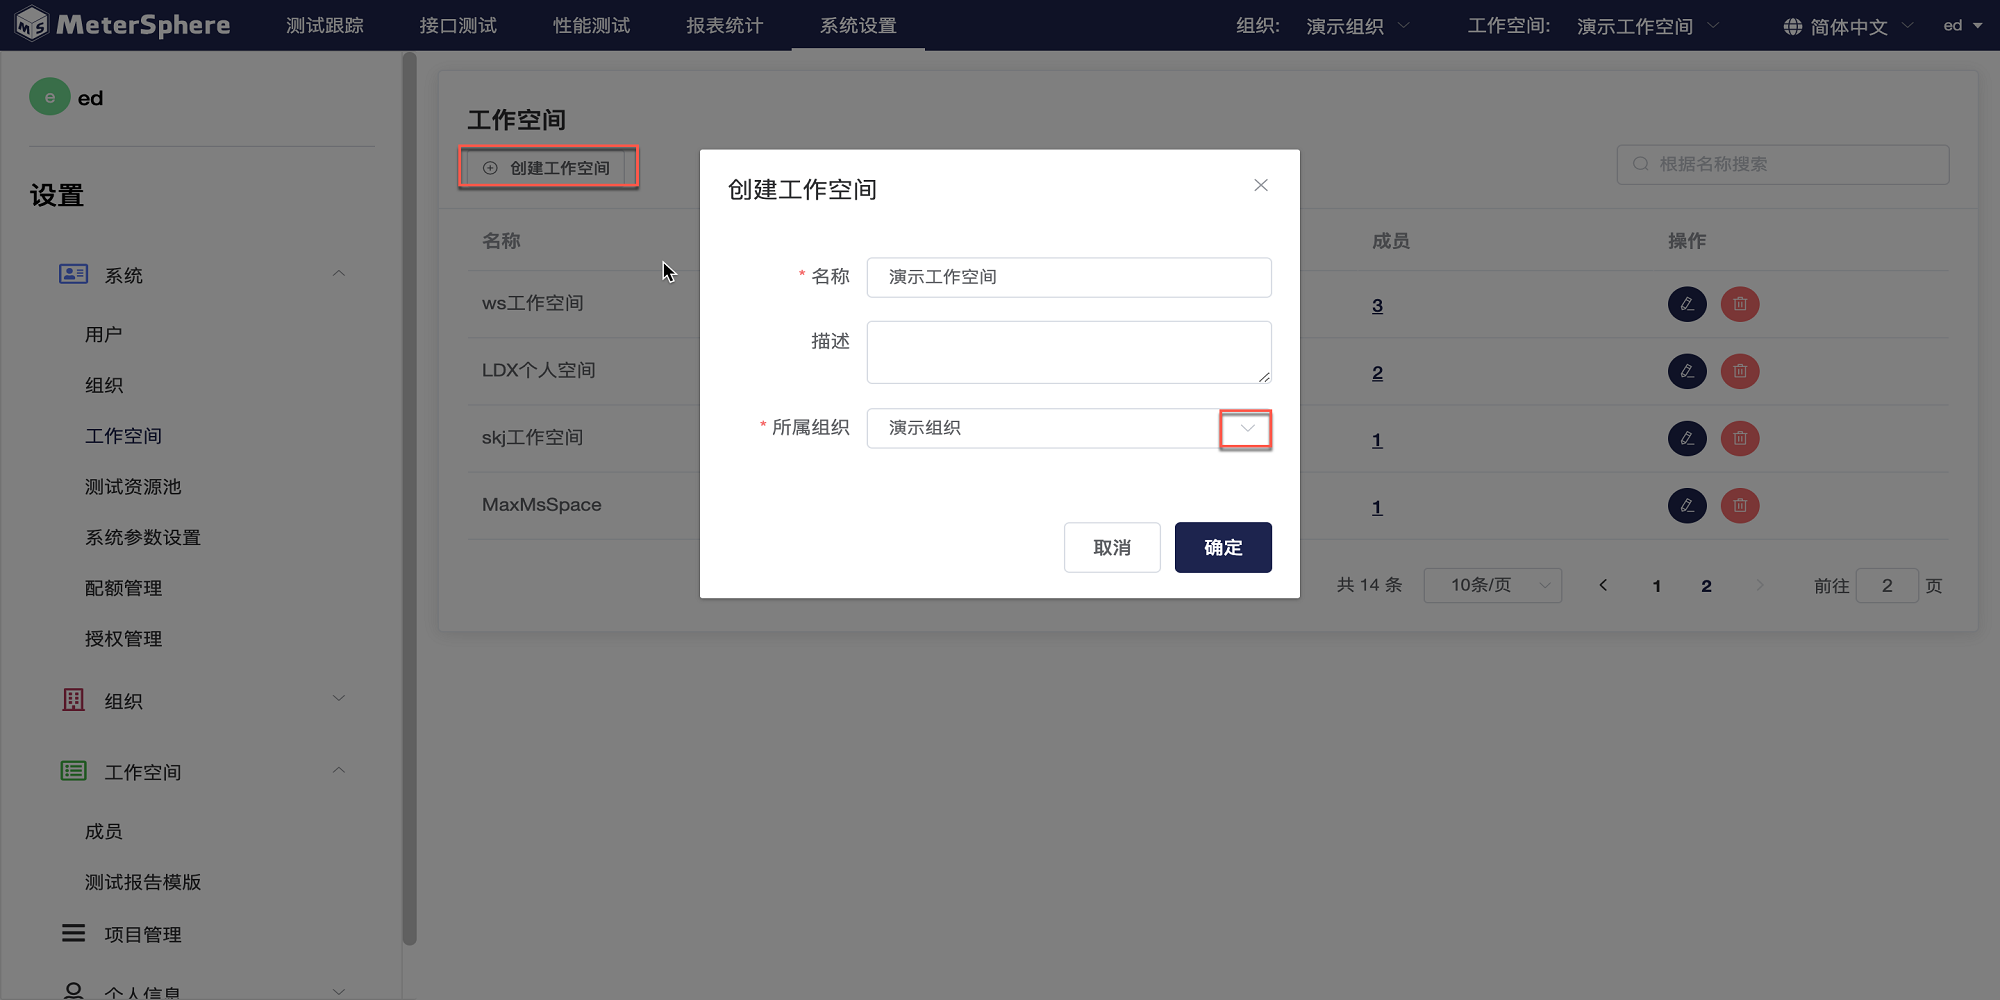 MeterSphere 测试跟踪 接口测试 性能测试 报表统计 系统设置 组织: 演示组织 工作空间: 演示工作空间 简体中文 ed
e ed
设置
系统
用户
组织
工作空间
测试资源池
系统参数设置
配额管理
授权管理
组织
工作空间
成员
测试报告模版
项目管理
个人信息
工作空间
创建工作空间
根据名称搜索
名称 成员 操作
ws工作空间 3
LDX个人空间 2
skj工作空间 1
MaxMsSpace 1
共 14 条 10条/页 1 2 前往 2 页
创建工作空间
* 名称 演示工作空间
描述
* 所属组织 演示组织
取消 确定